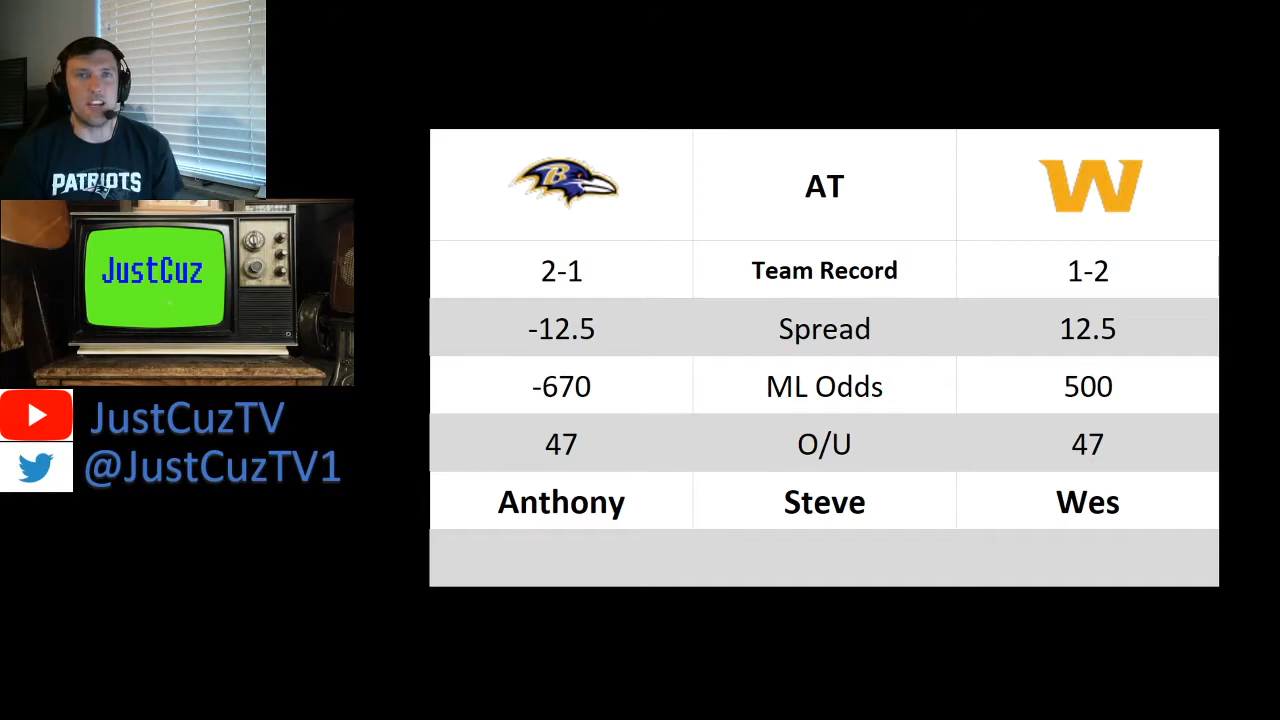 PATRIOTS
JustCuz
JustCuzTV
@JustCuzTV1
B AT W
2-1 Team Record 1-2
-12.5 Spread 12.5
-670 ML Odds 500
47 O/U 47
Anthony Steve Wes